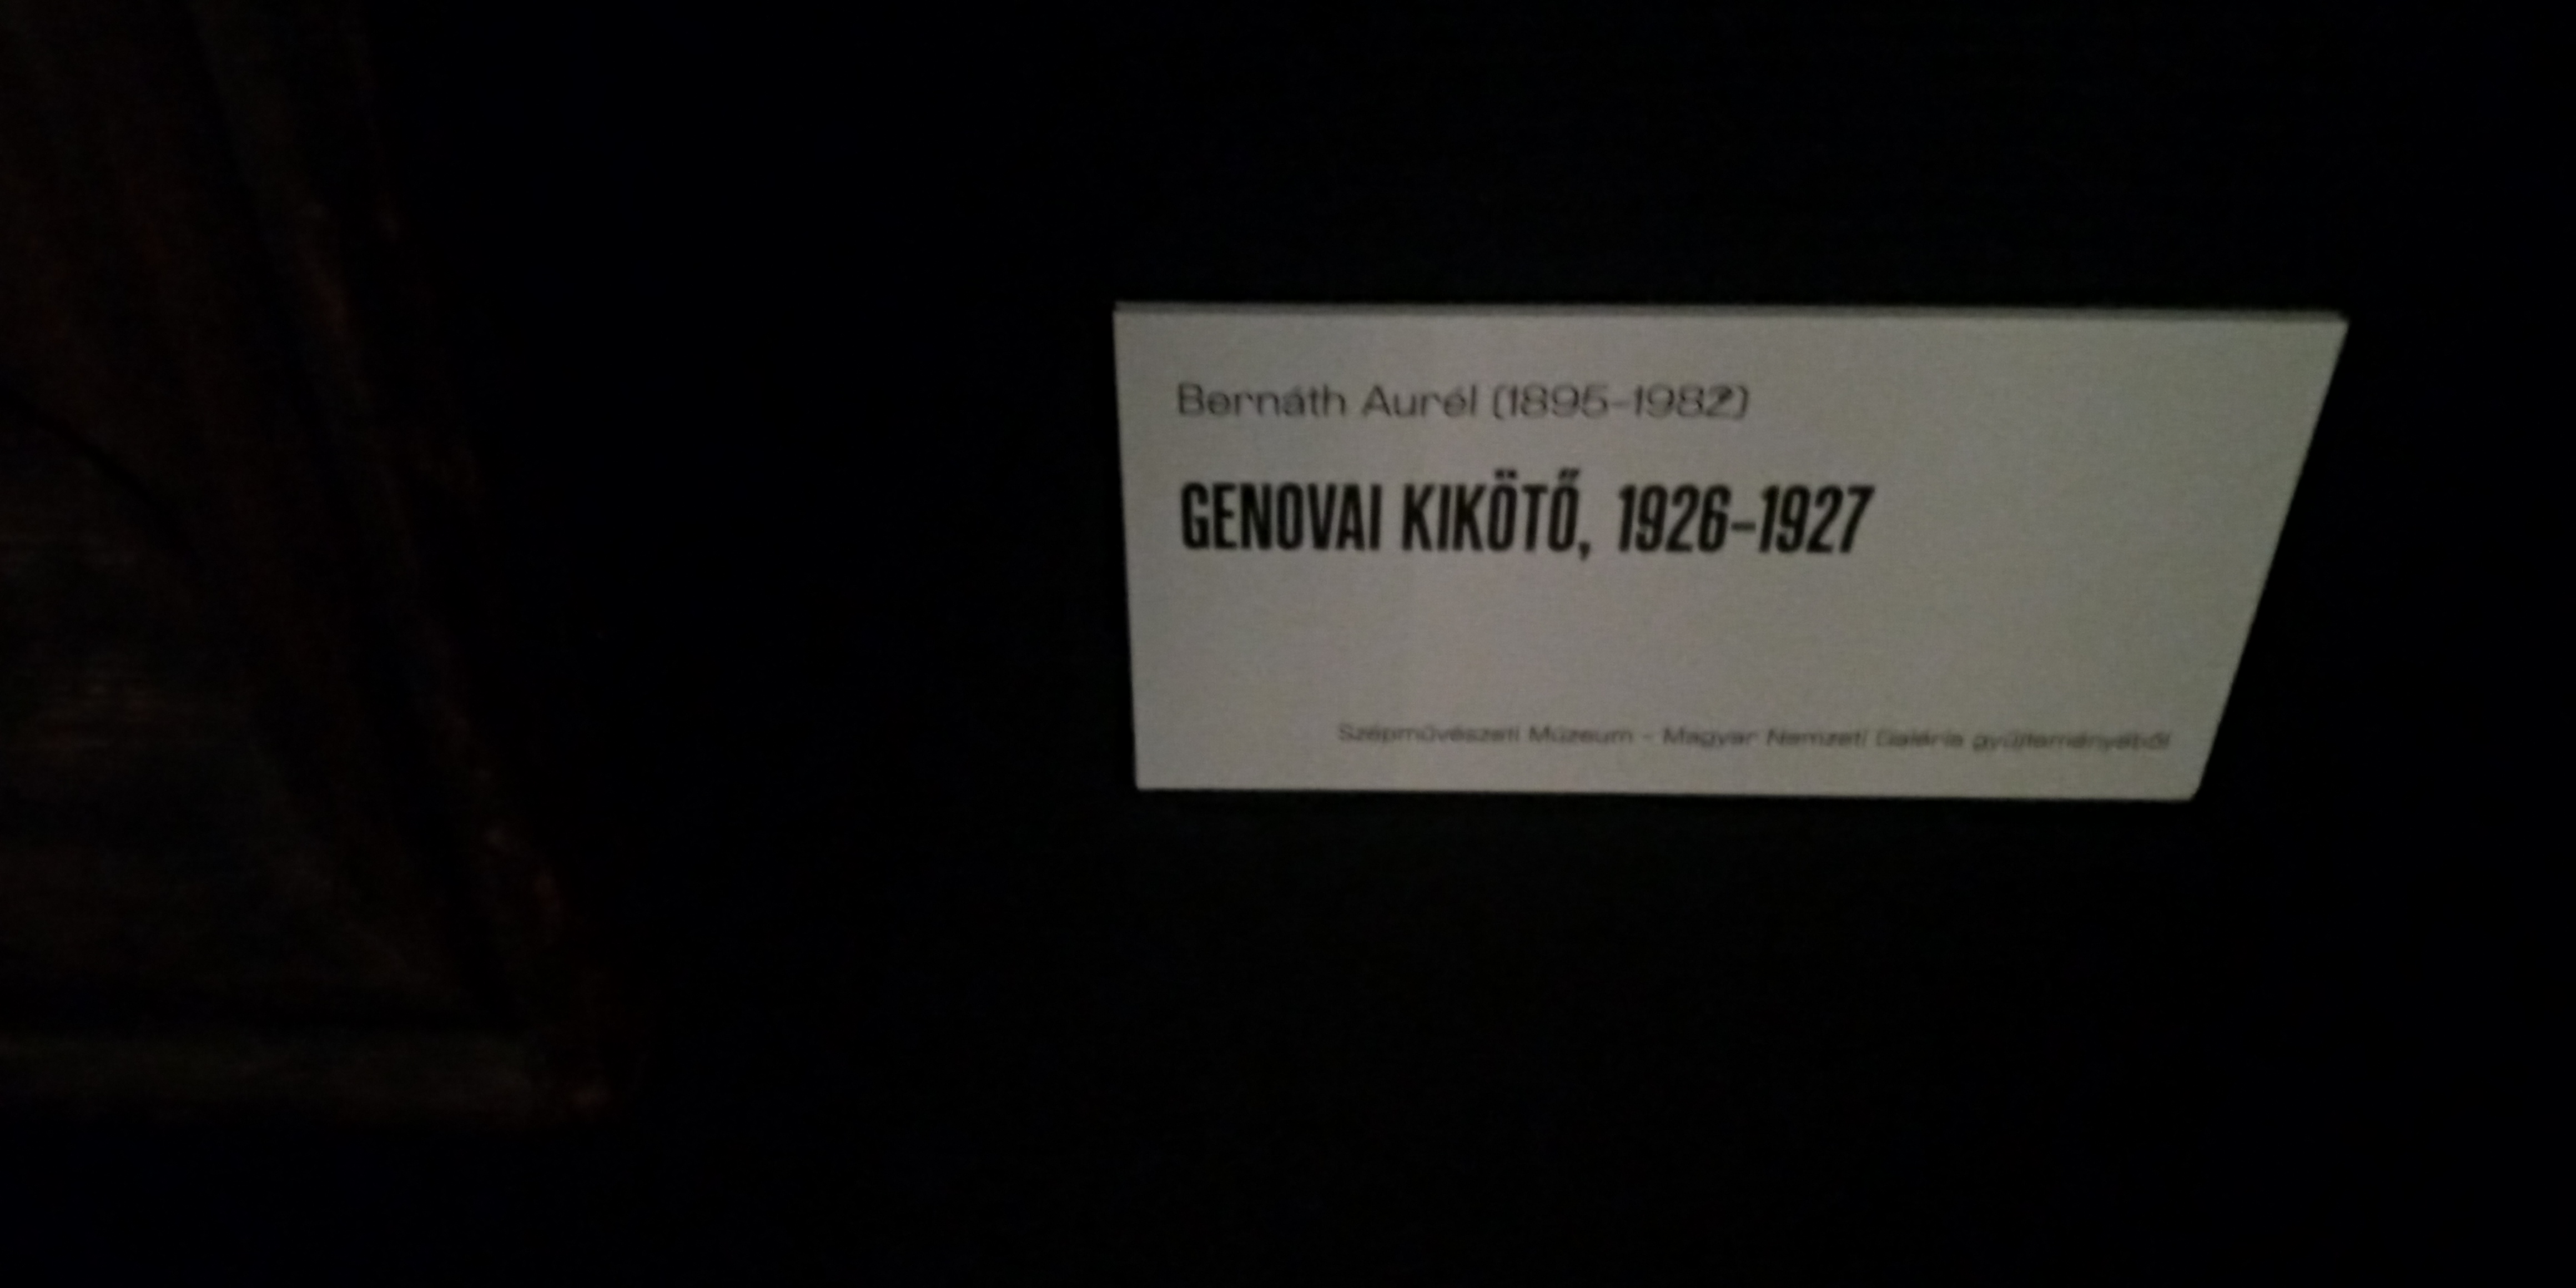 Bernáth Aurél (1895–1982)
GENOVAI KIKÖTŐ, 1926–1927
Szépművészeti Múzeum – Magyar Nemzeti Galéria gyűjteményéből